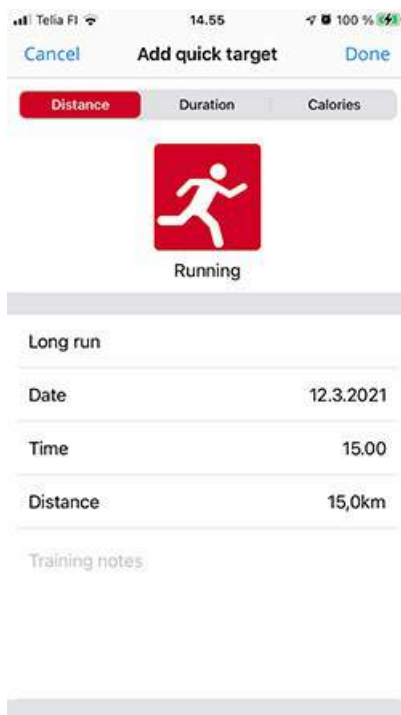 Telia FI 14.55 100 %
Cancel Add quick target Done
Distance Duration Calories
Running
Long run
Date 12.3.2021
Time 15.00
Distance 15,0km
Training notes